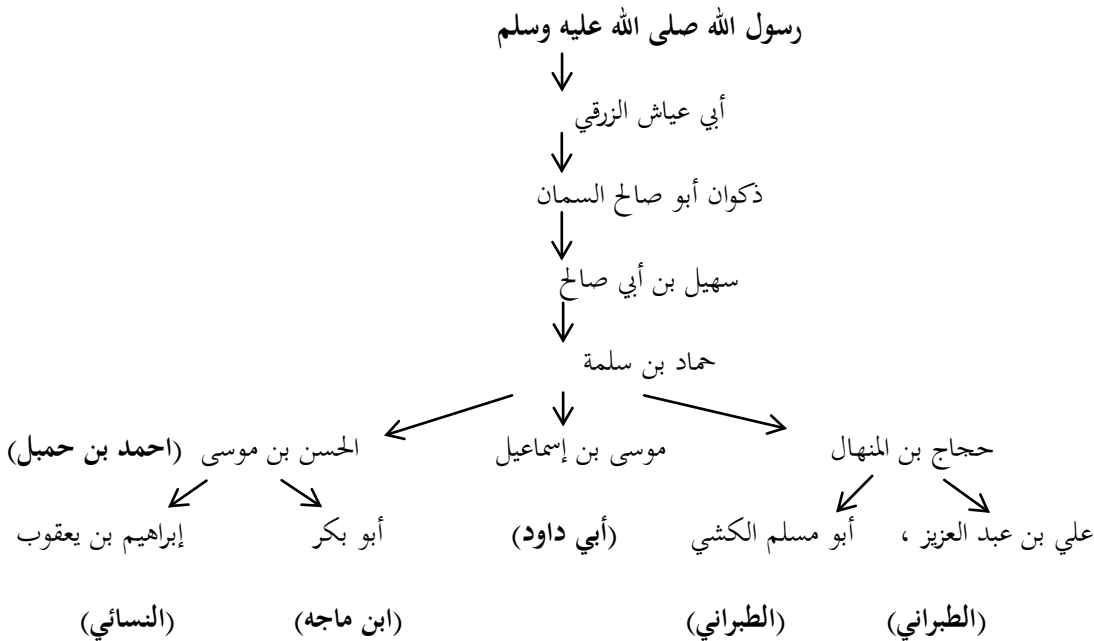 رسول الله صلى الله عليه وسلم
أبي عياش الزرقي
ذكوان أبو صالح السمان
سهيل بن أبي صالح
حماد بن سلمة
حجاج بن المنهال موسى بن إسماعيل الحسن بن موسى (احمد بن حمبل)
علي بن عبد العزيز ، أبو مسلم الكشي (أبي داود) أبو بكر إبراهيم بن يعقوب
(الطبراني) (الطبراني) (ابن ماجه) (النسائي)